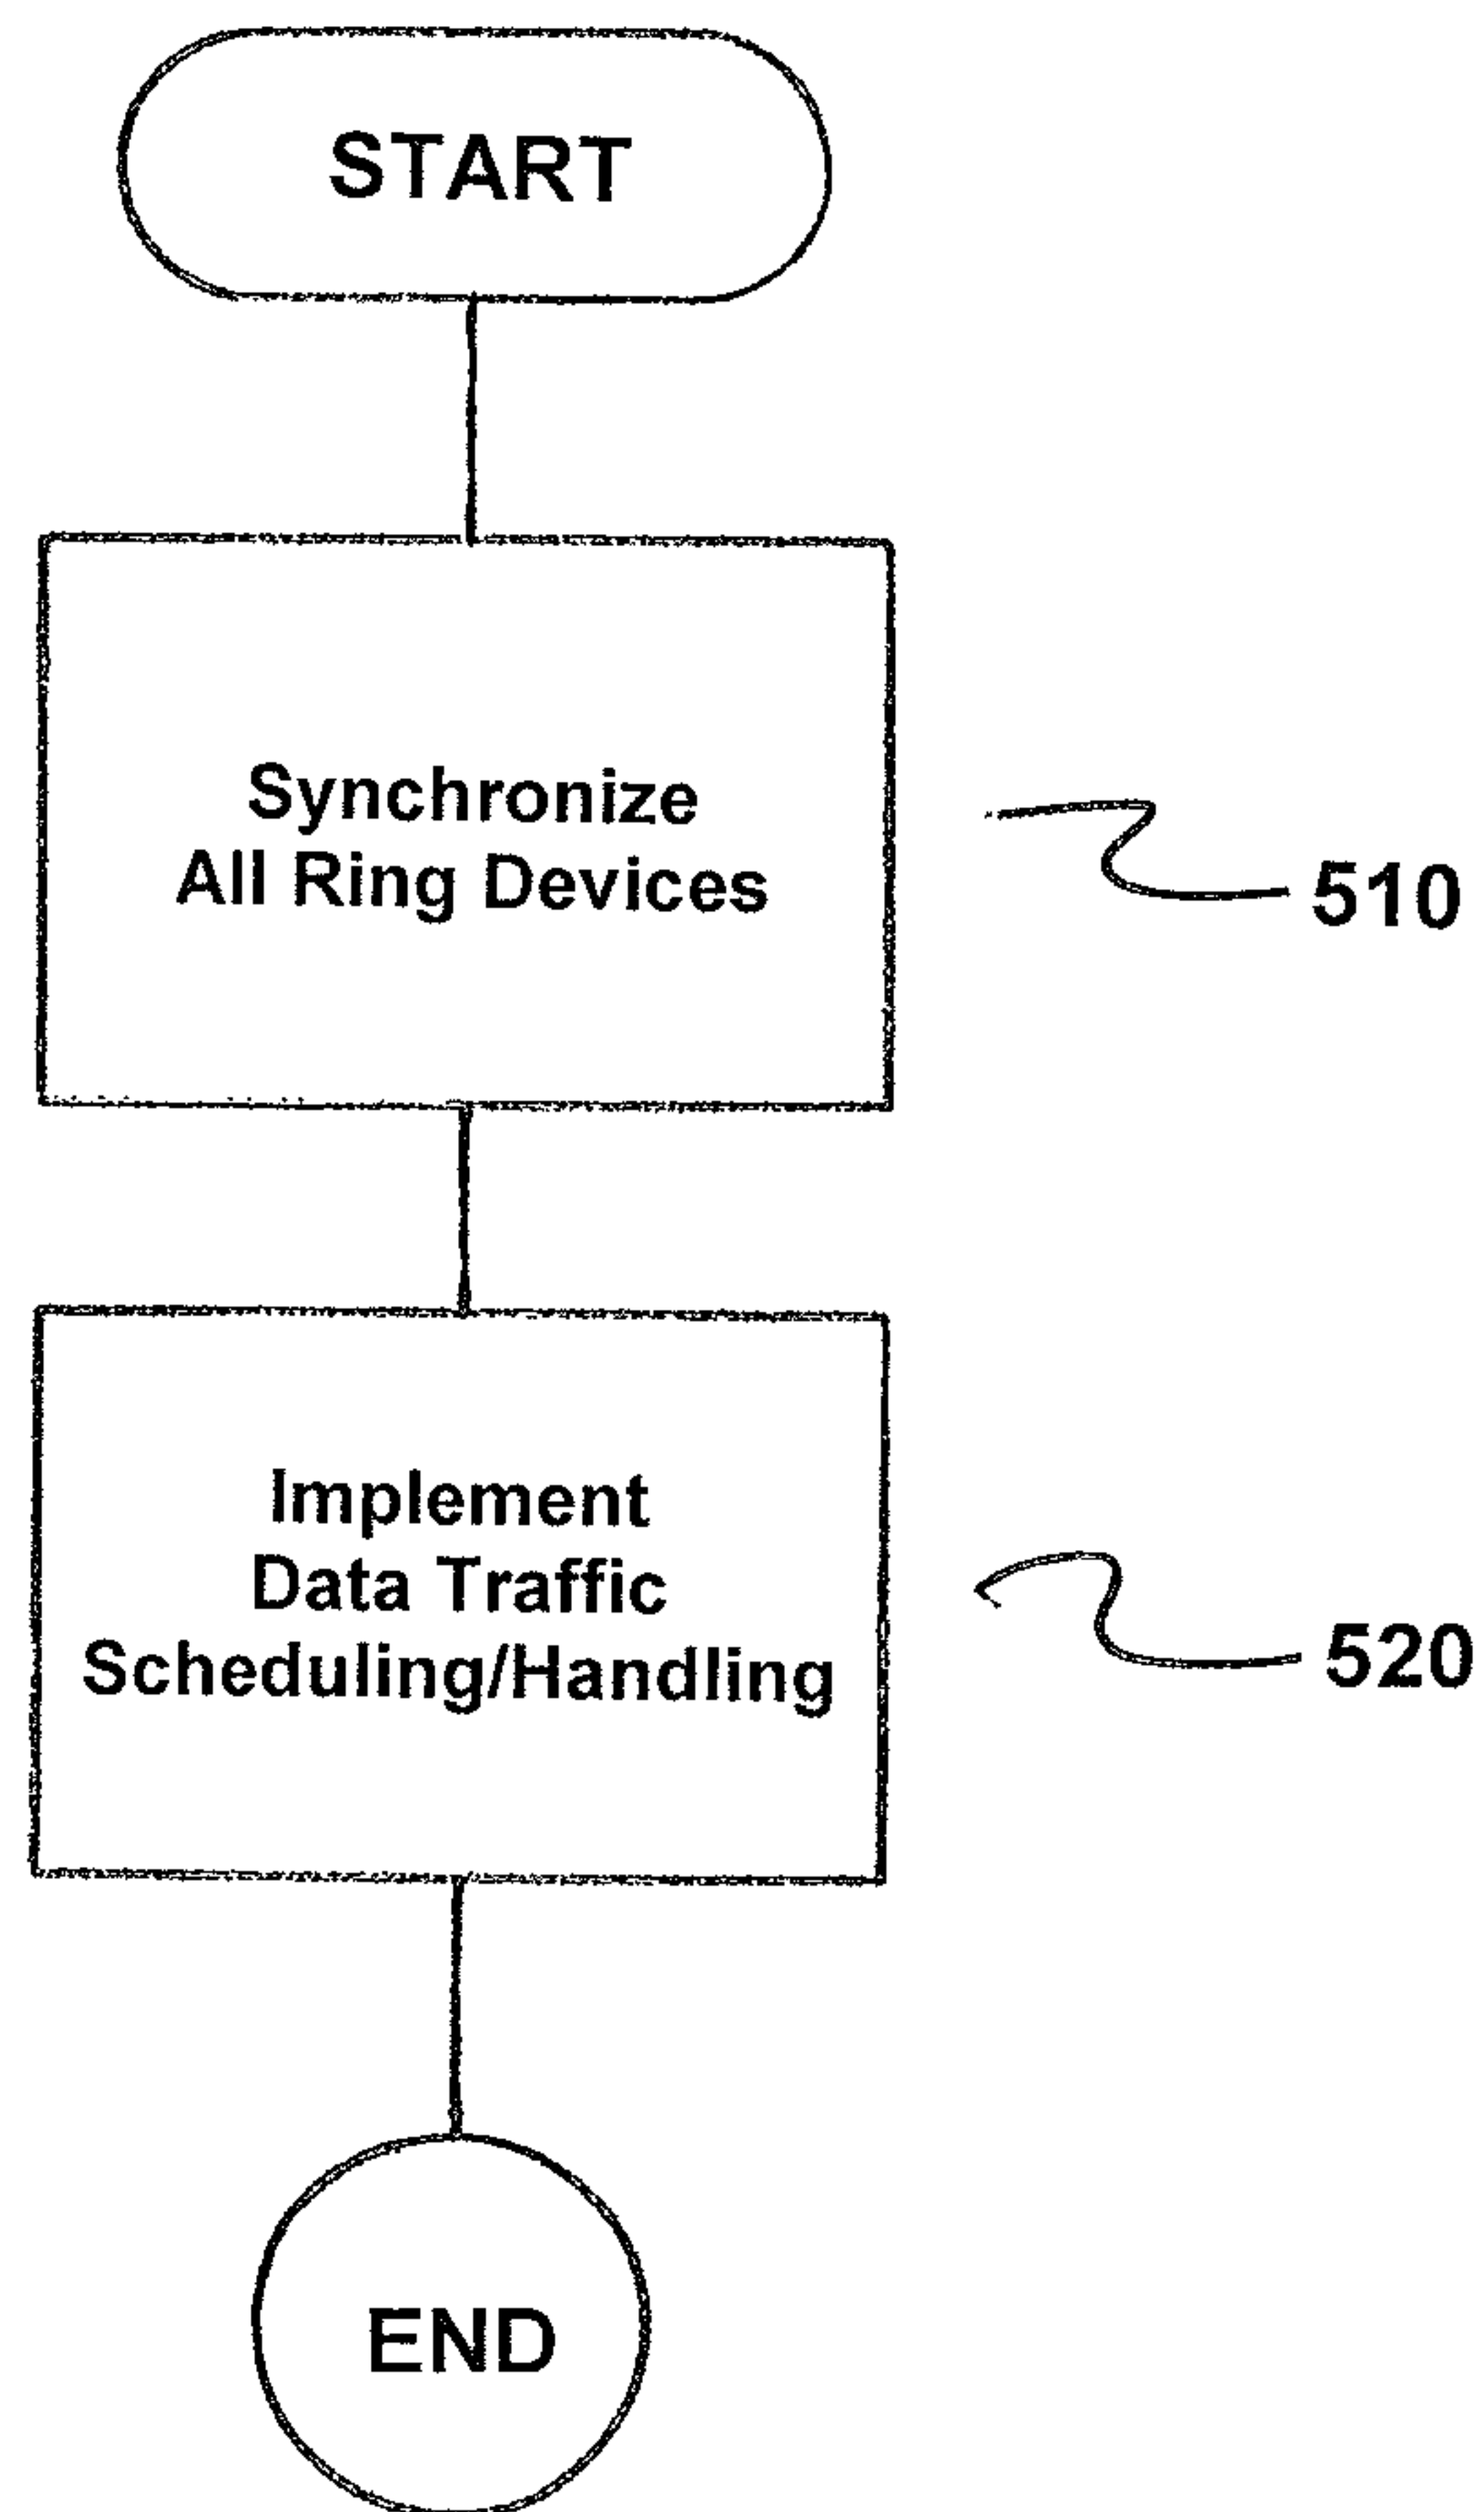 START
Synchronize
All Ring Devices
510
Implement
Data Traffic
Scheduling/Handling
520
END